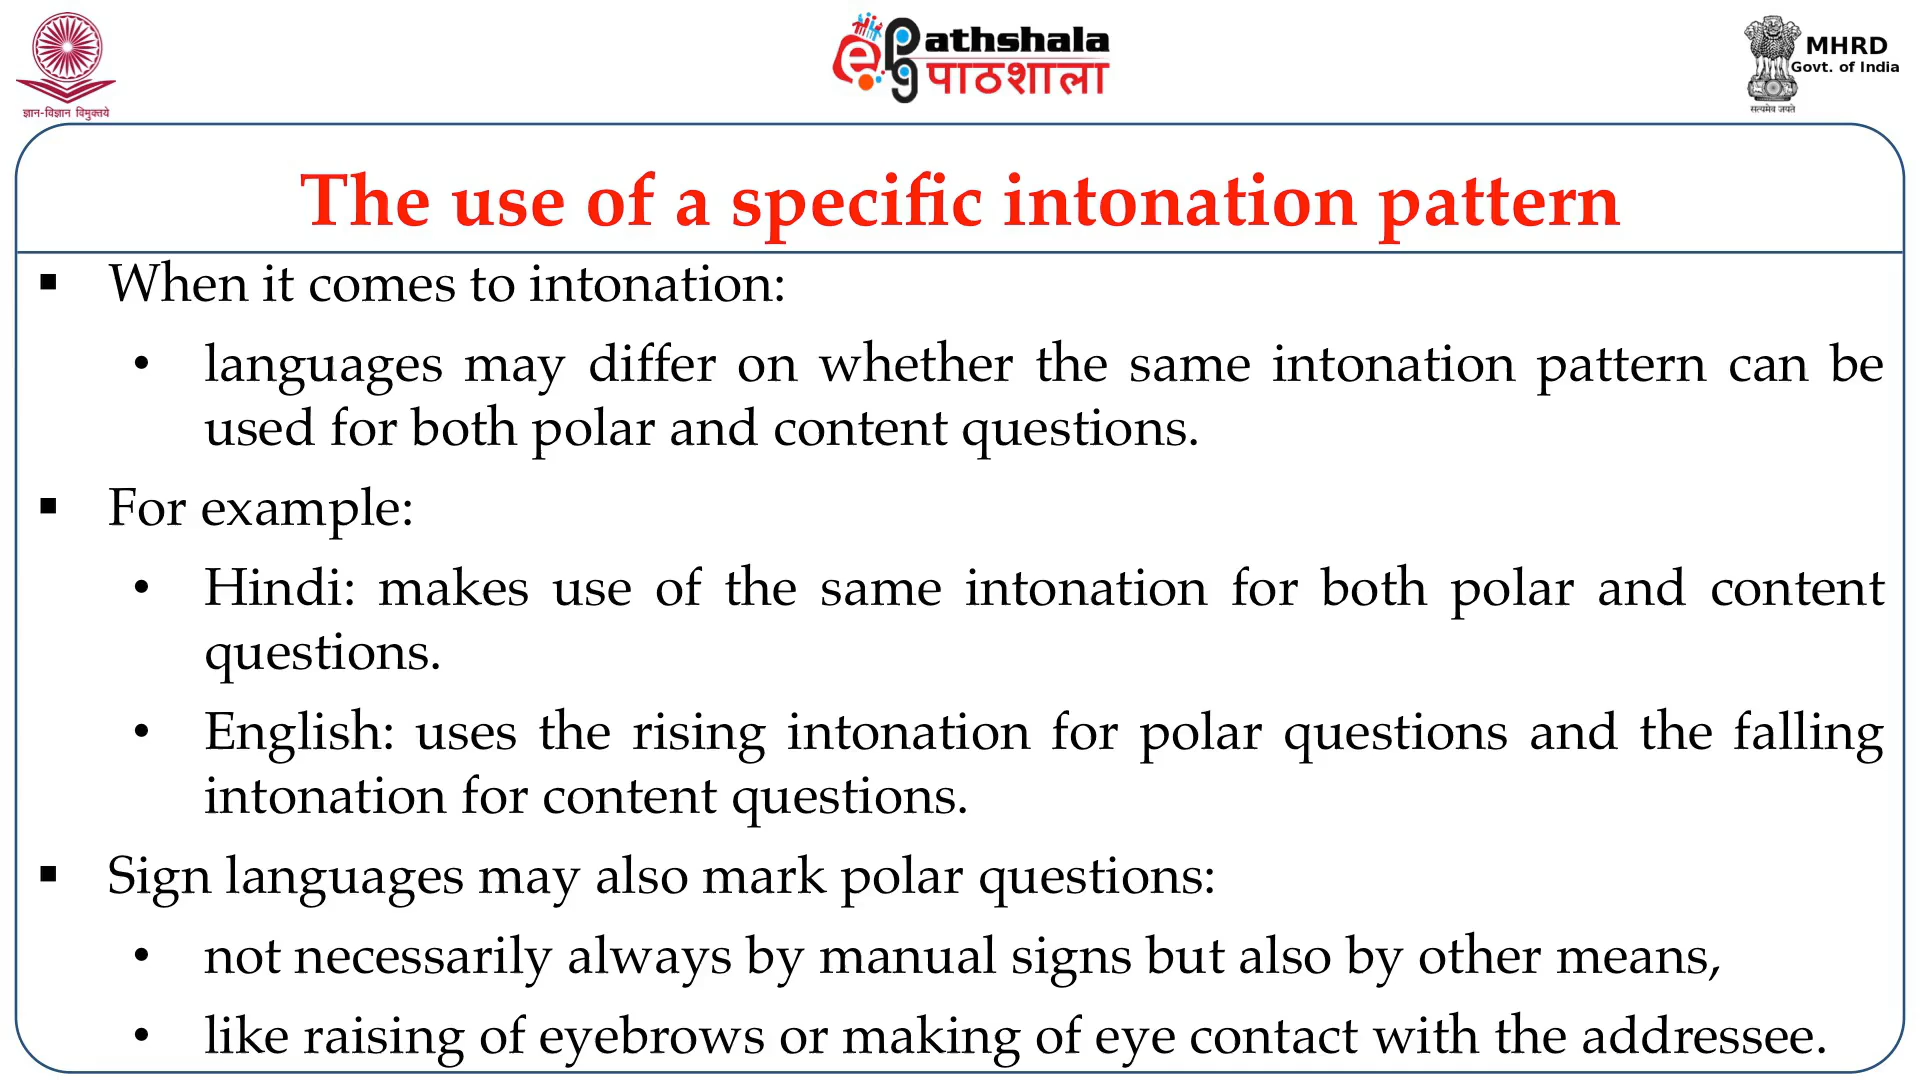 ज्ञान-विज्ञान विमुक्तये
ePathshala
पाठशाला
MHRD
Govt. of India
सत्यमेव जयते
The use of a specific intonation pattern
▪ When it comes to intonation:
• languages may differ on whether the same intonation pattern can be
used for both polar and content questions.
▪ For example:
• Hindi: makes use of the same intonation for both polar and content
questions.
• English: uses the rising intonation for polar questions and the falling
intonation for content questions.
▪ Sign languages may also mark polar questions:
• not necessarily always by manual signs but also by other means,
• like raising of eyebrows or making of eye contact with the addressee.